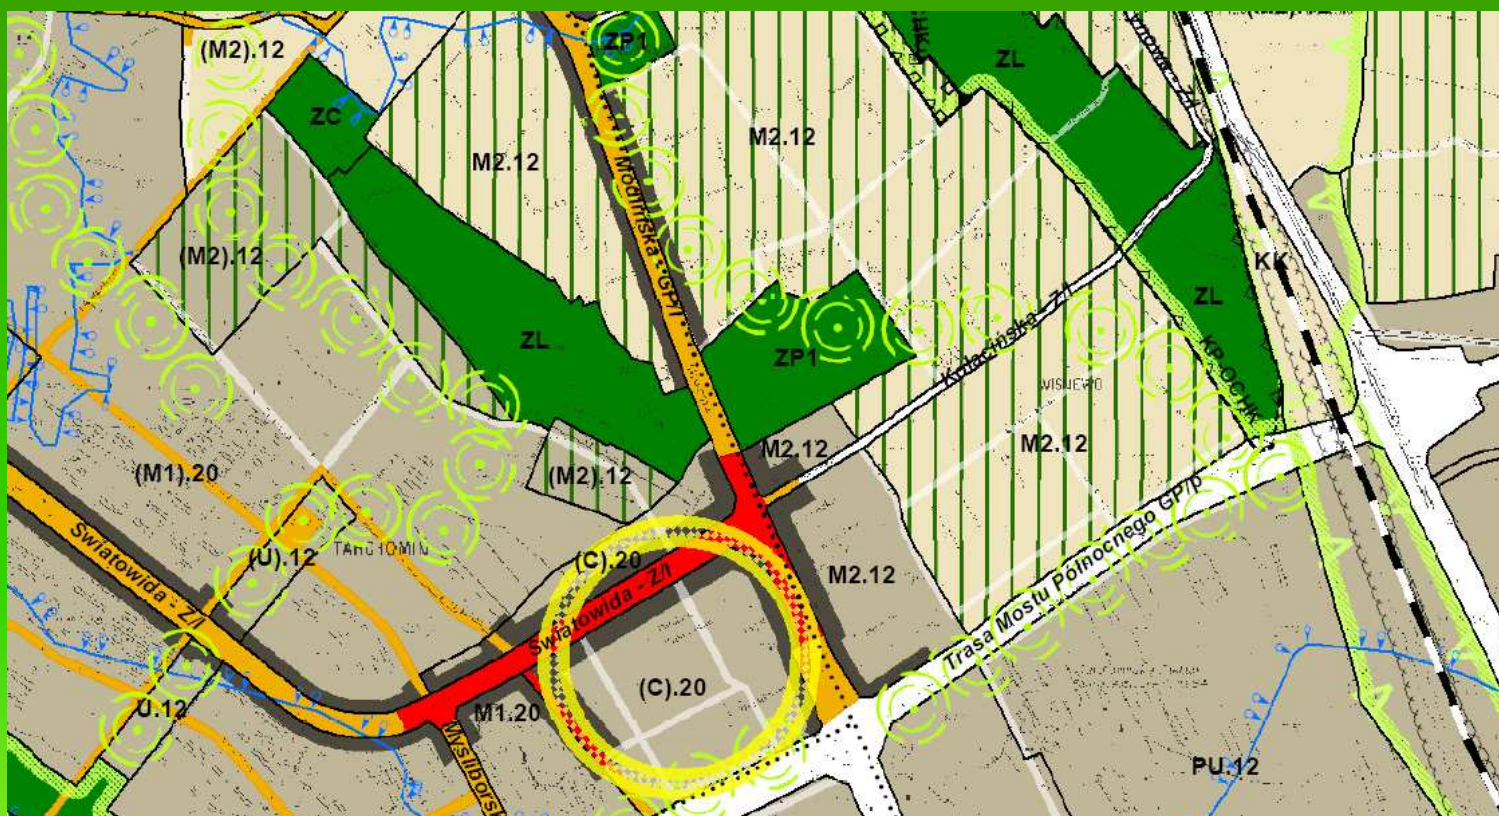 (M2).12
ZP1
ZL
ZC
M2.12
M2.12
Modlińska - GP/l
(M2).12
KK
ZL
ZL
ZP1
Kołacińska - Z/l
KP.OCHK
WISNIEWO
M2.12
M2.12
(M2).12
(M1).20
Trasa Mostu Północnego GP/p
Światowida - Z/l
(U).12
TARCHOMIN
(C).20
Światowida - Z/l
M2.12
(C).20
U.12
M1.20
PU.12